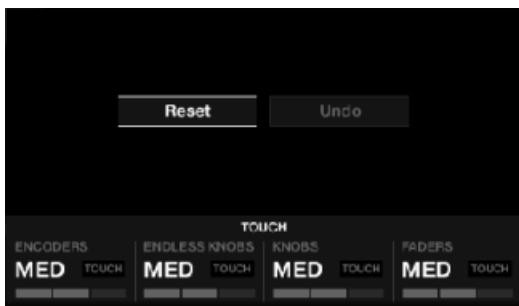 Reset Undo
TOUCH
ENCODERS ENDLESS KNOBS KNOBS FADERS
MED TOUCH MED TOUCH MED TOUCH MED TOUCH